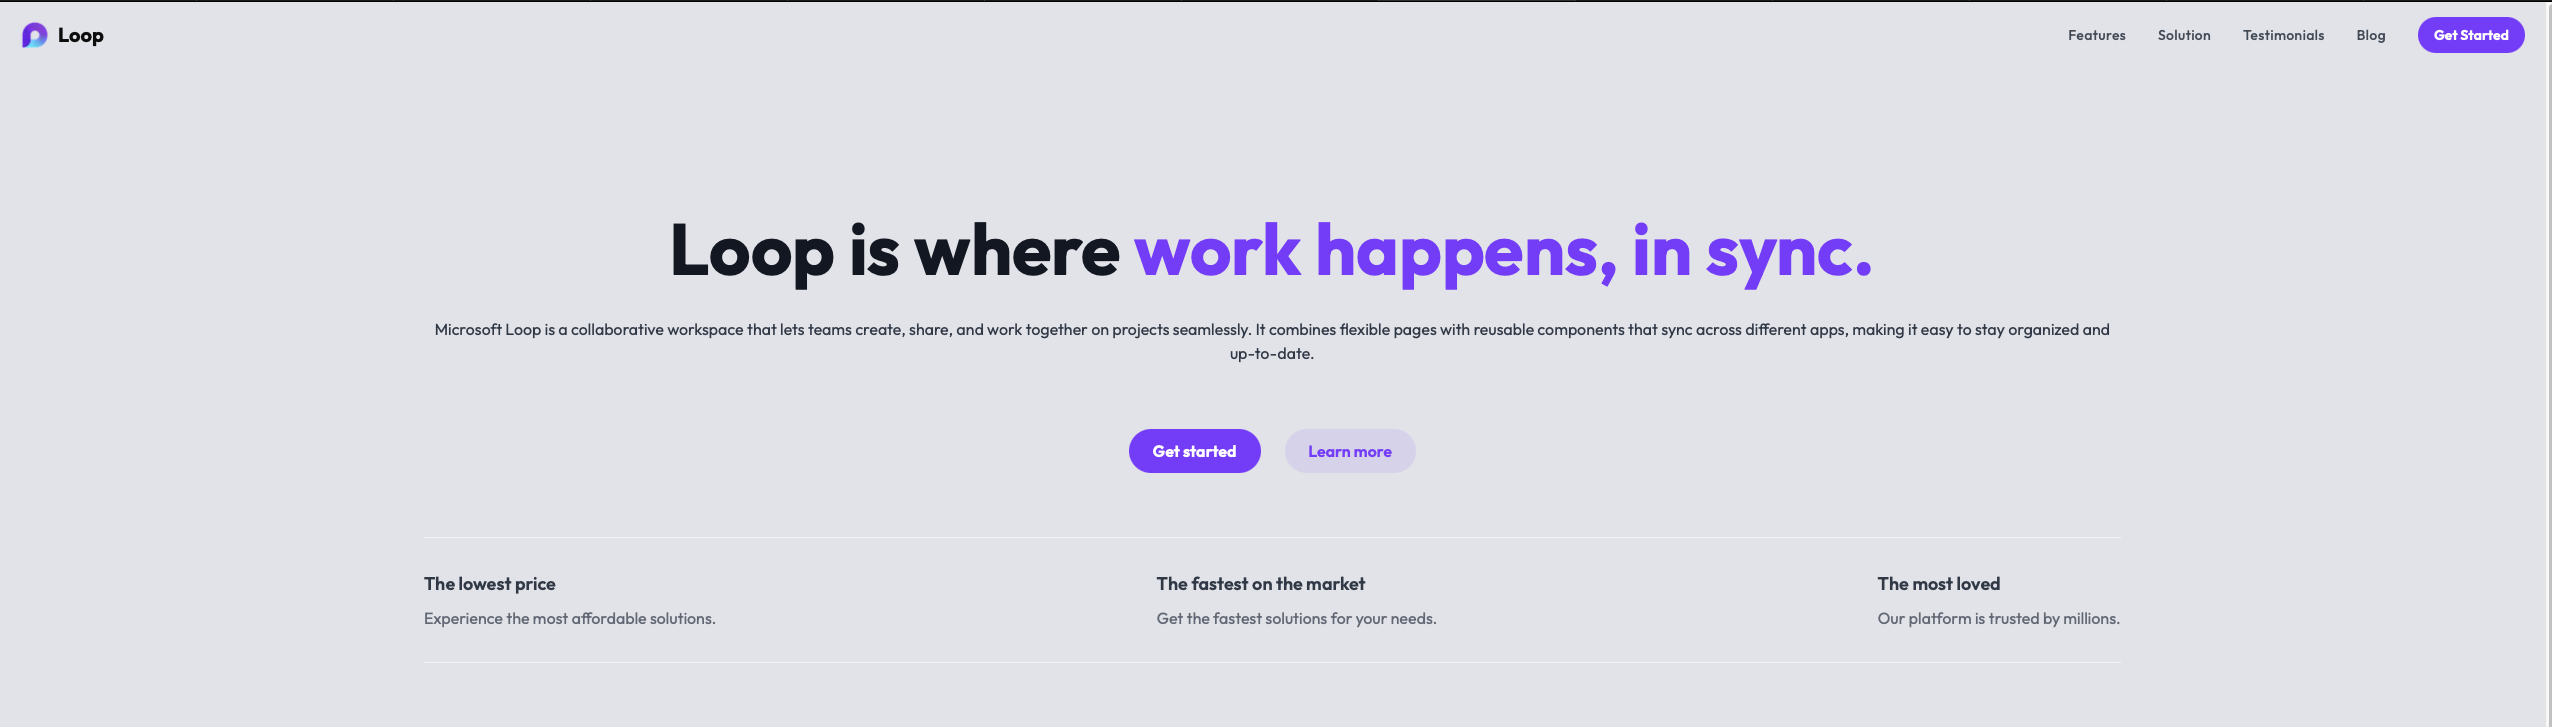 Loop
Features
Solution
Testimonials
Blog
Get Started
Loop is where work happens, in sync.
Microsoft Loop is a collaborative workspace that lets teams create, share, and work together on projects seamlessly. It combines flexible pages with reusable components that sync across different apps, making it easy to stay organized and
up-to-date.
Get started
Learn more
The lowest price
Experience the most affordable solutions.
The fastest on the market
Get the fastest solutions for your needs.
The most loved
Our platform is trusted by millions.